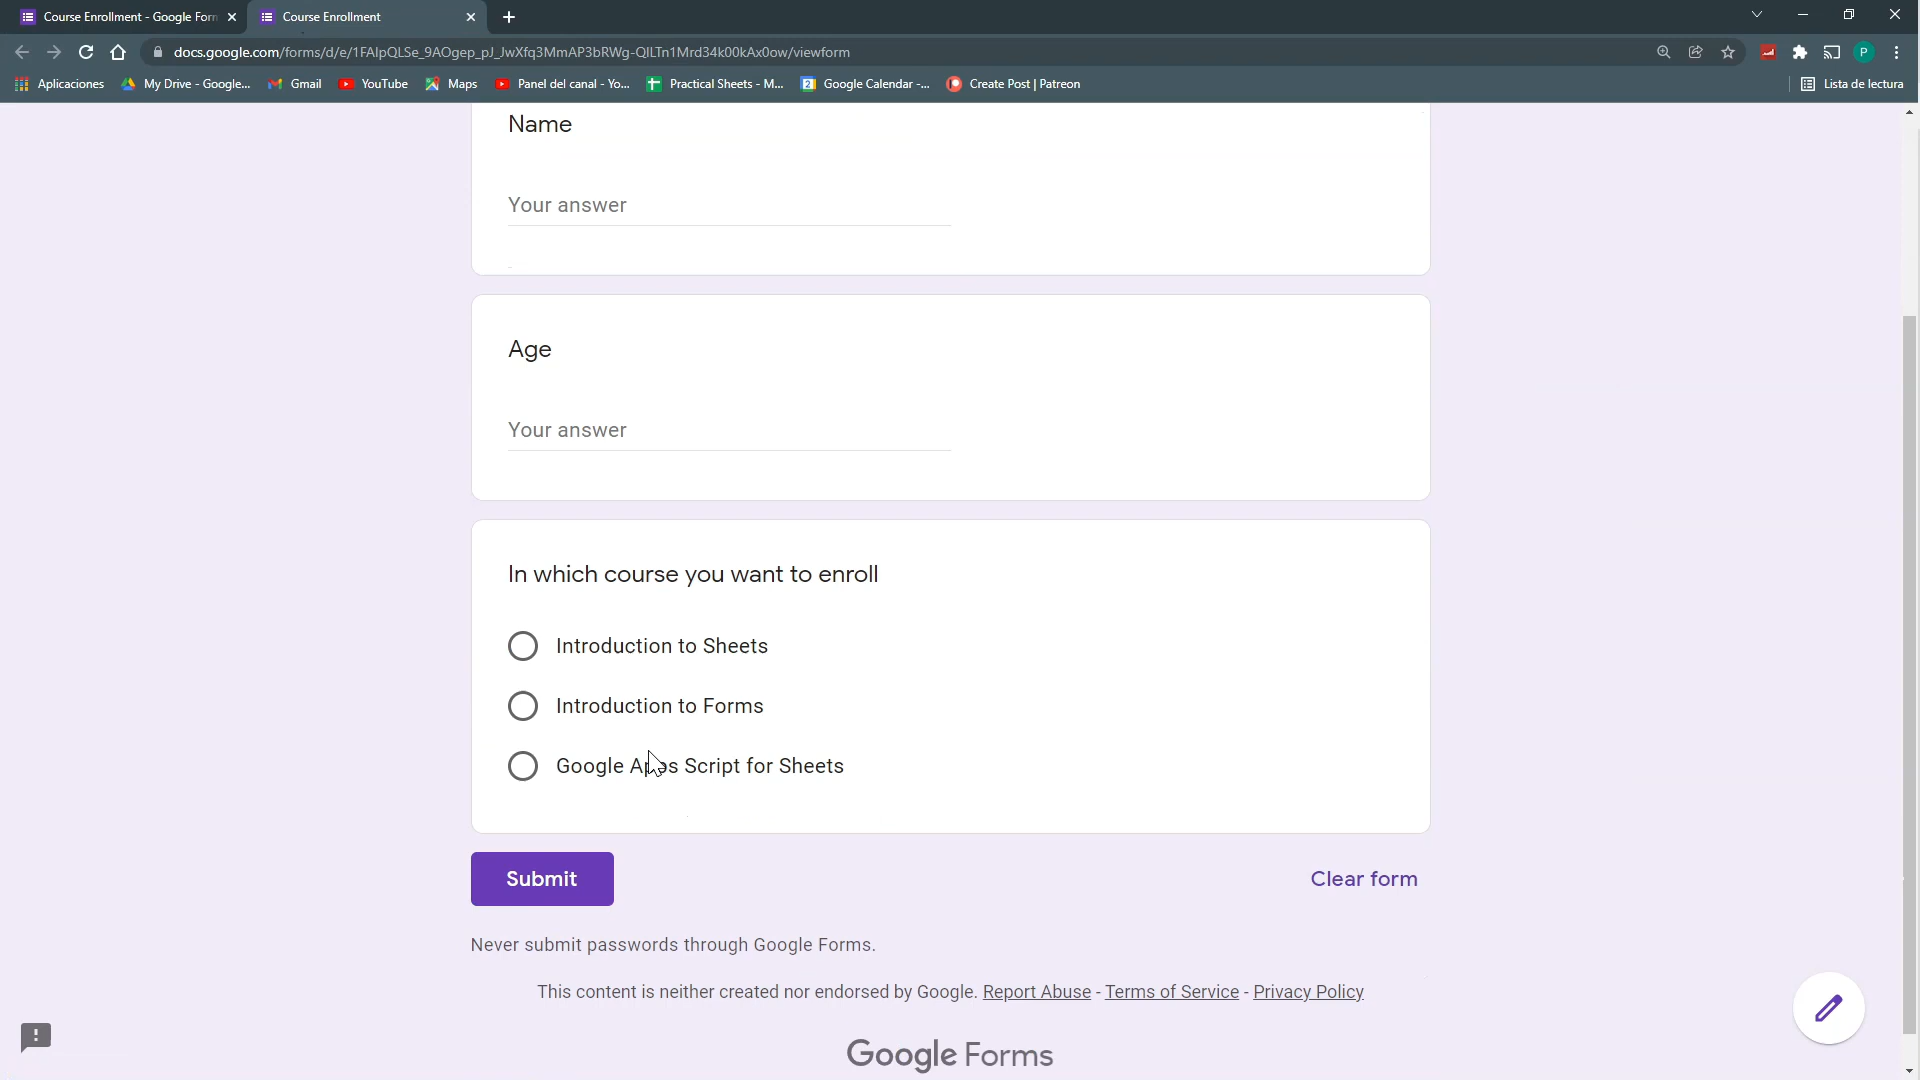 Course Enrollment - Google Forn
Course Enrollment
docs.google.com/forms/d/e/1FAIpQLSe_9AOgep_pJ_JwXfq3MmAP3bRWg-QlLTn1Mrd34k00kAx0ow/viewform
P
Aplicaciones
My Drive - Google...
Gmail
YouTube
Maps
Panel del canal - Yo...
Practical Sheets - M...
Google Calendar -...
Create Post | Patreon
Lista de lectura
Name
Your answer
Age
Your answer
In which course you want to enroll
Introduction to Sheets
Introduction to Forms
Google Apps Script for Sheets
Submit
Clear form
Never submit passwords through Google Forms.
This content is neither created nor endorsed by Google. Report Abuse - Terms of Service - Privacy Policy
Google Forms